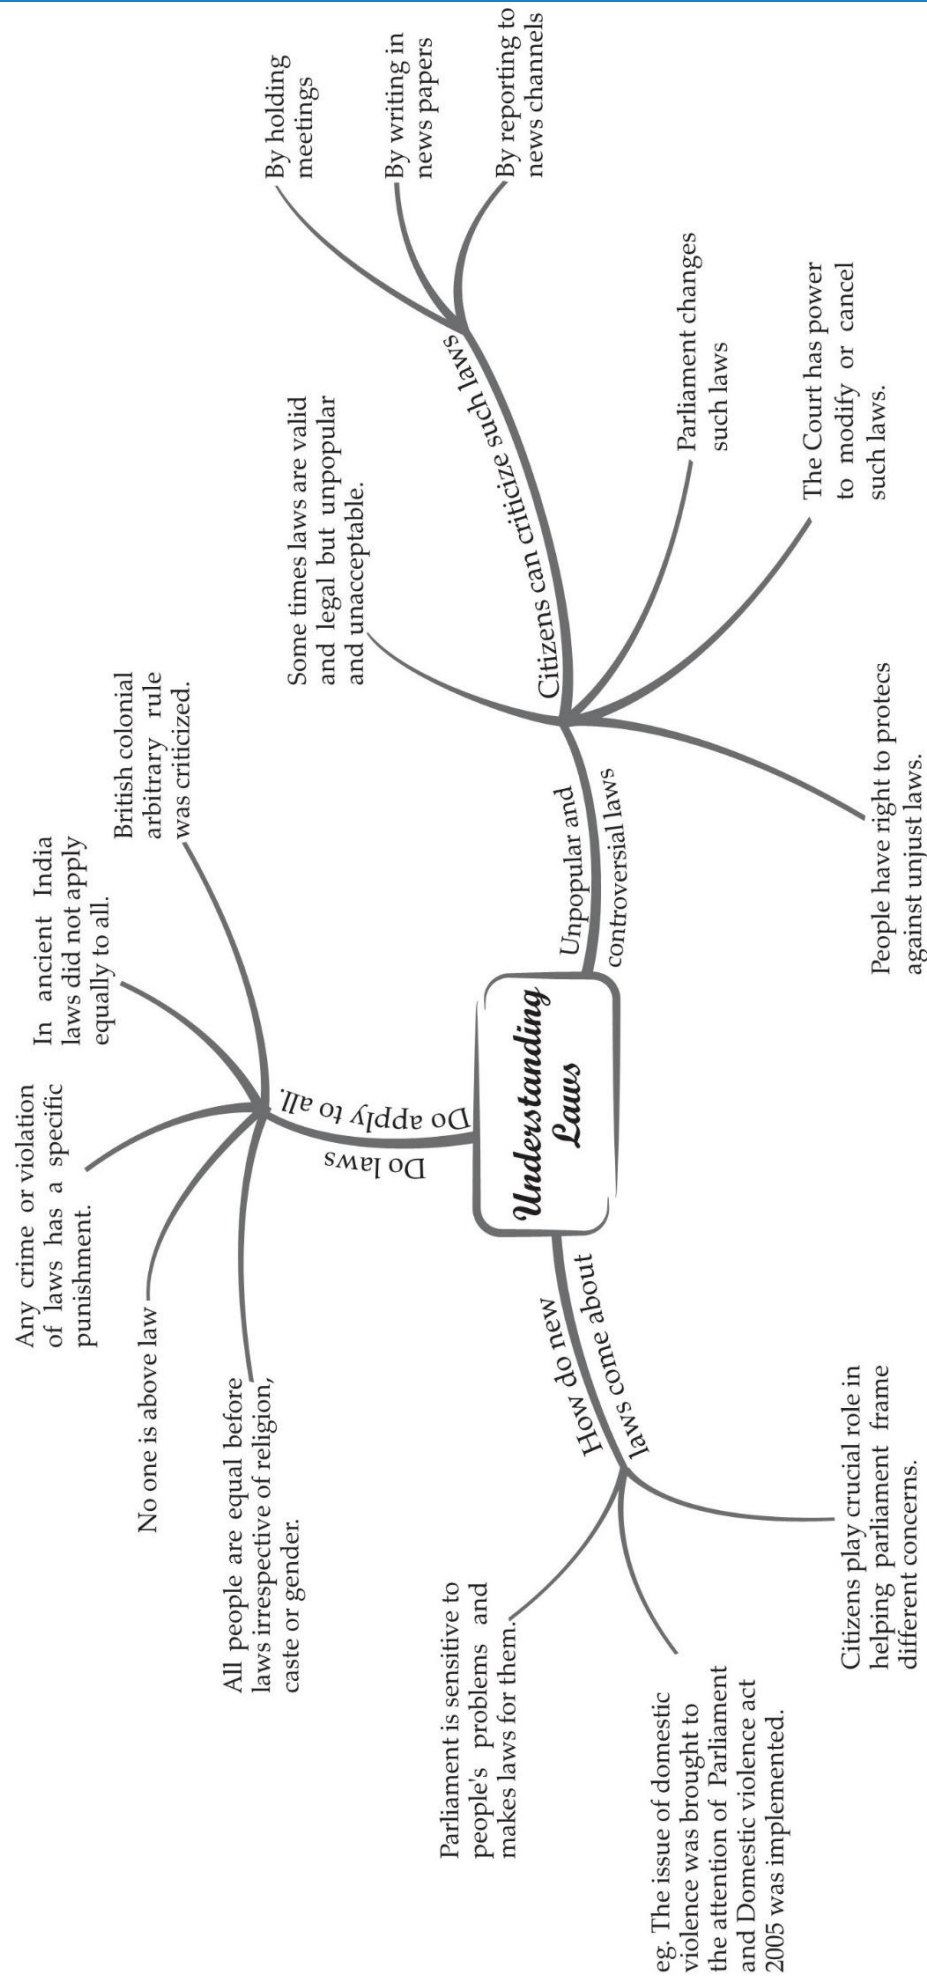 Understanding
Laws
Do laws
Do apply to all.
All people are equal before
laws irrespective of religion,
caste or gender.
No one is above law
Any crime or violation
of laws has a specific
punishment.
In ancient India
laws did not apply
equally to all.
British colonial
arbitrary rule
was criticized.
Unpopular and
controversial laws
Some times laws are valid
and legal but unpopular
and unacceptable.
Citizens can criticize such laws
By holding
meetings
By writing in
news papers
By reporting to
news channels
Parliament changes
such laws
The Court has power
to modify or cancel
such laws.
People have right to protecs
against unjust laws.
How do new
laws come about
Parliament is sensitive to
people's problems and
makes laws for them.
eg. The issue of domestic
violence was brought to
the attention of Parliament
and Domestic violence act
2005 was implemented.
Citizens play crucial role in
helping parliament frame
different concerns.